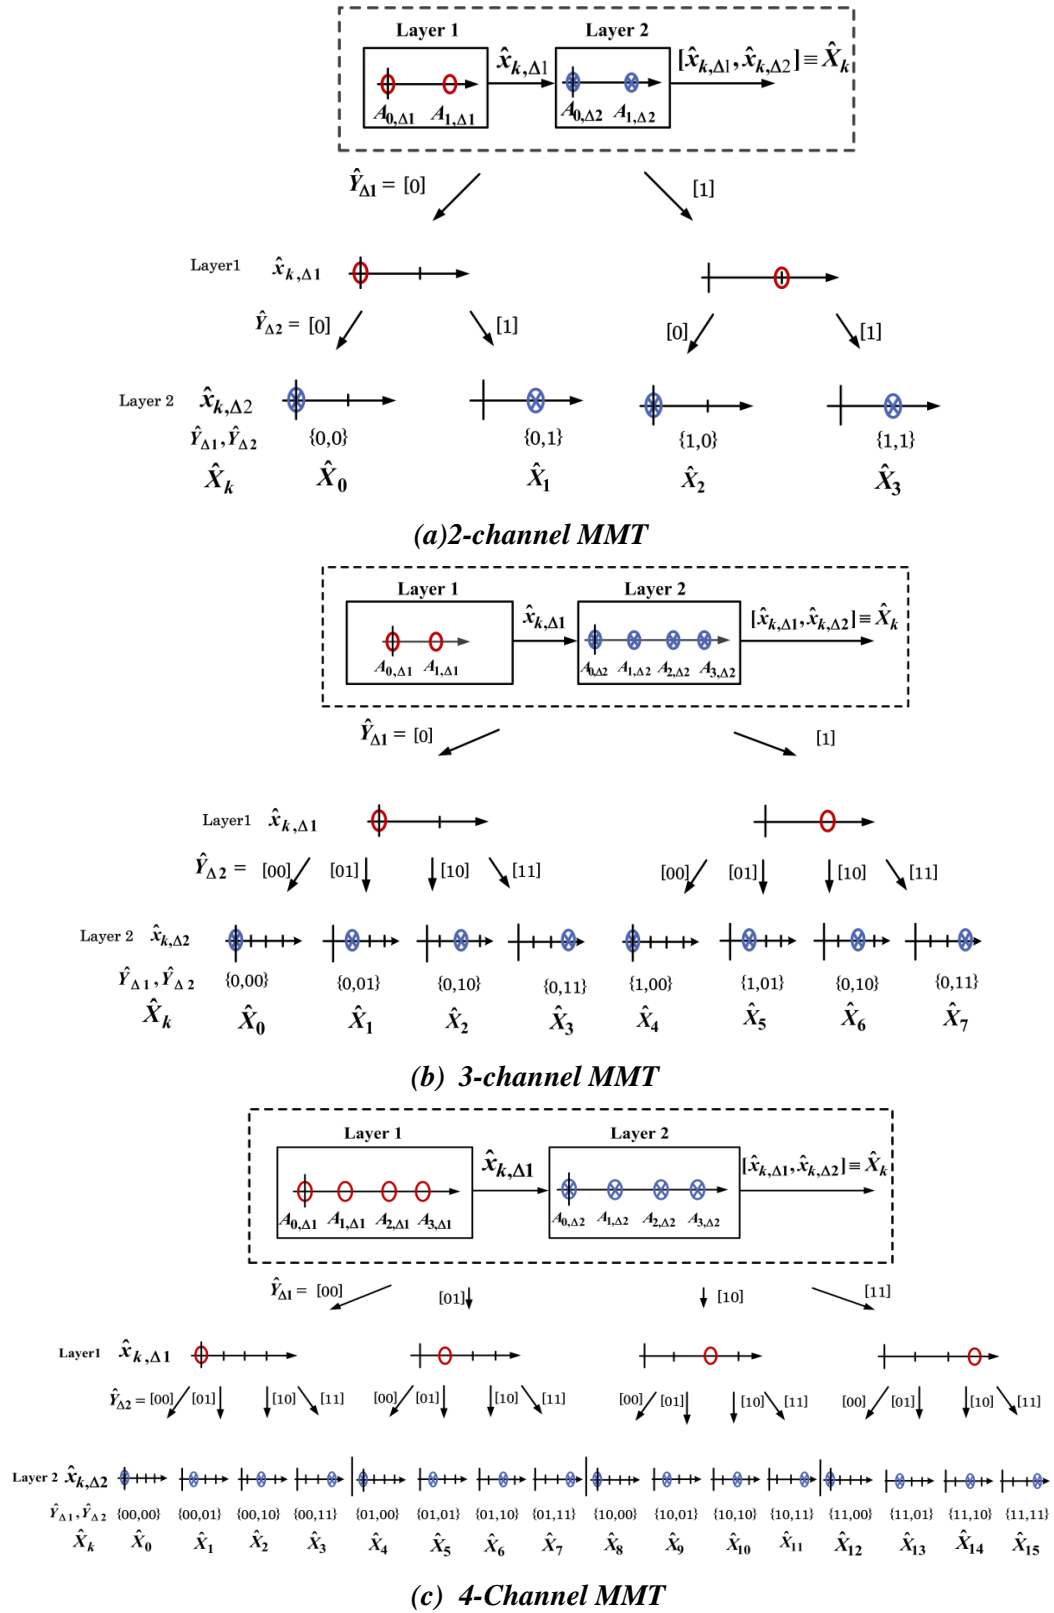 Layer 1 Layer 2
x̂k,Δ1 [x̂k,Δ1, x̂k,Δ2] ≡ X̂k
A0,Δ1 A1,Δ1 A0,Δ2 A1,Δ2
ŶΔ1 = [0] [1]
Layer1 x̂k,Δ1
ŶΔ2 = [0] [1] [0] [1]
Layer 2 x̂k,Δ2
ŶΔ1, ŶΔ2 {0,0} {0,1} {1,0} {1,1}
X̂k X̂0 X̂1 X̂2 X̂3
(a)2-channel MMT
Layer 1 Layer 2
x̂k,Δ1 [x̂k,Δ1, x̂k,Δ2] ≡ X̂k
A0,Δ1 A1,Δ1 A0,Δ2 A1,Δ2 A2,Δ2 A3,Δ2
ŶΔ1 = [0] [1]
Layer1 x̂k,Δ1
ŶΔ2 = [00] [01] [10] [11] [00] [01] [10] [11]
Layer 2 x̂k,Δ2
ŶΔ1, ŶΔ2 {0,00} {0,01} {0,10} {0,11} {1,00} {1,01} {0,10} {0,11}
X̂k X̂0 X̂1 X̂2 X̂3 X̂4 X̂5 X̂6 X̂7
(b) 3-channel MMT
Layer 1 Layer 2
x̂k,Δ1 [x̂k,Δ1, x̂k,Δ2] ≡ X̂k
A0,Δ1 A1,Δ1 A2,Δ1 A3,Δ1 A0,Δ2 A1,Δ2 A2,Δ2 A3,Δ2
ŶΔ1 = [00] [01] [10] [11]
Layer1 x̂k,Δ1
ŶΔ2 = [00] [01] [10] [11] [00] [01] [10] [11] [00] [01] [10] [11] [00] [01] [10] [11]
Layer 2 x̂k,Δ2
ŶΔ1, ŶΔ2 {00,00} {00,01} {00,10} {00,11} {01,00} {01,01} {01,10} {01,11} {10,00} {10,01} {10,10} {10,11} {11,00} {11,01} {11,10} {11,11}
X̂k X̂0 X̂1 X̂2 X̂3 X̂4 X̂5 X̂6 X̂7 X̂8 X̂9 X̂10 X̂11 X̂12 X̂13 X̂14 X̂15
(c) 4-Channel MMT